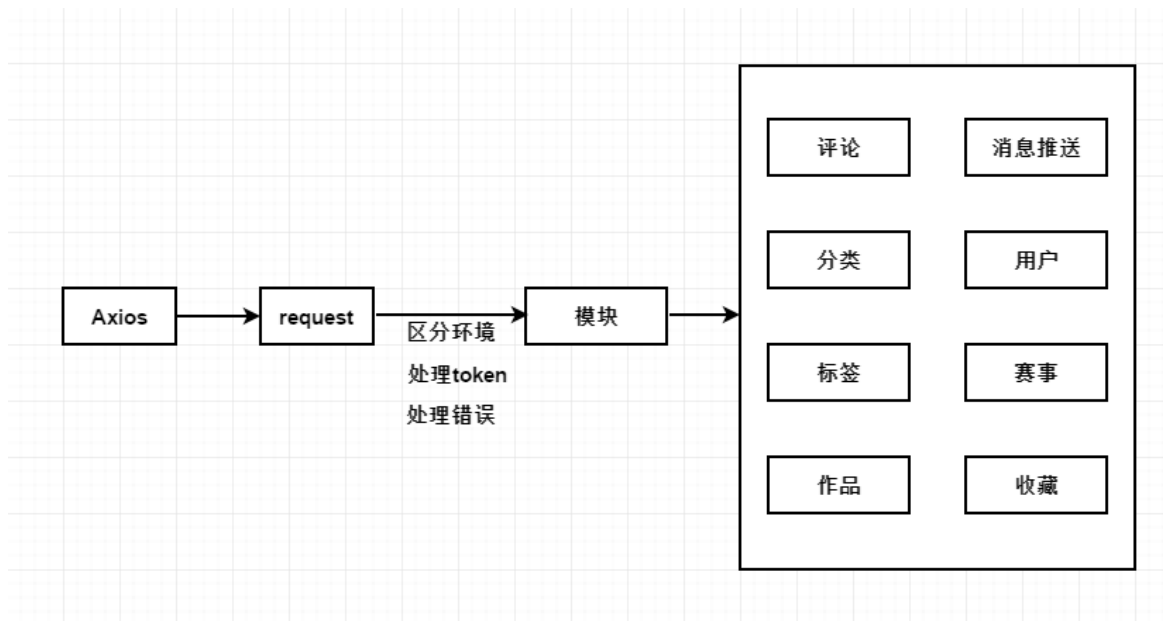 Axios
request
区分环境
处理token
处理错误
模块
评论
消息推送
分类
用户
标签
赛事
作品
收藏